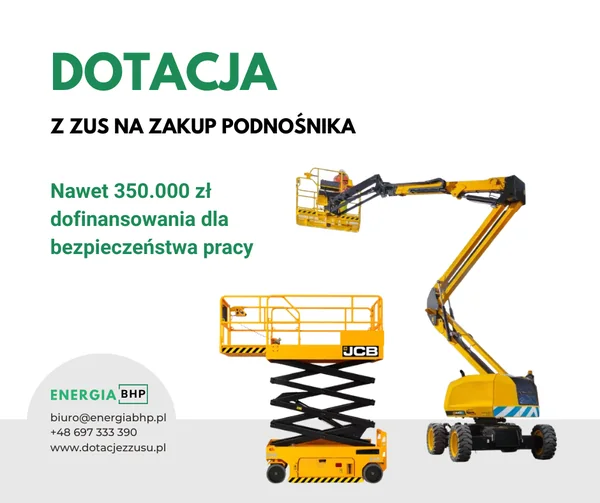 DOTACJA
Z ZUS NA ZAKUP PODNOŚNIKA
Nawet 350.000 zł
dofinansowania dla
bezpieczeństwa pracy
JCB
ENERGIA BHP
biuro@energiabhp.pl
+48 697 333 390
www.dotacjezzusu.pl